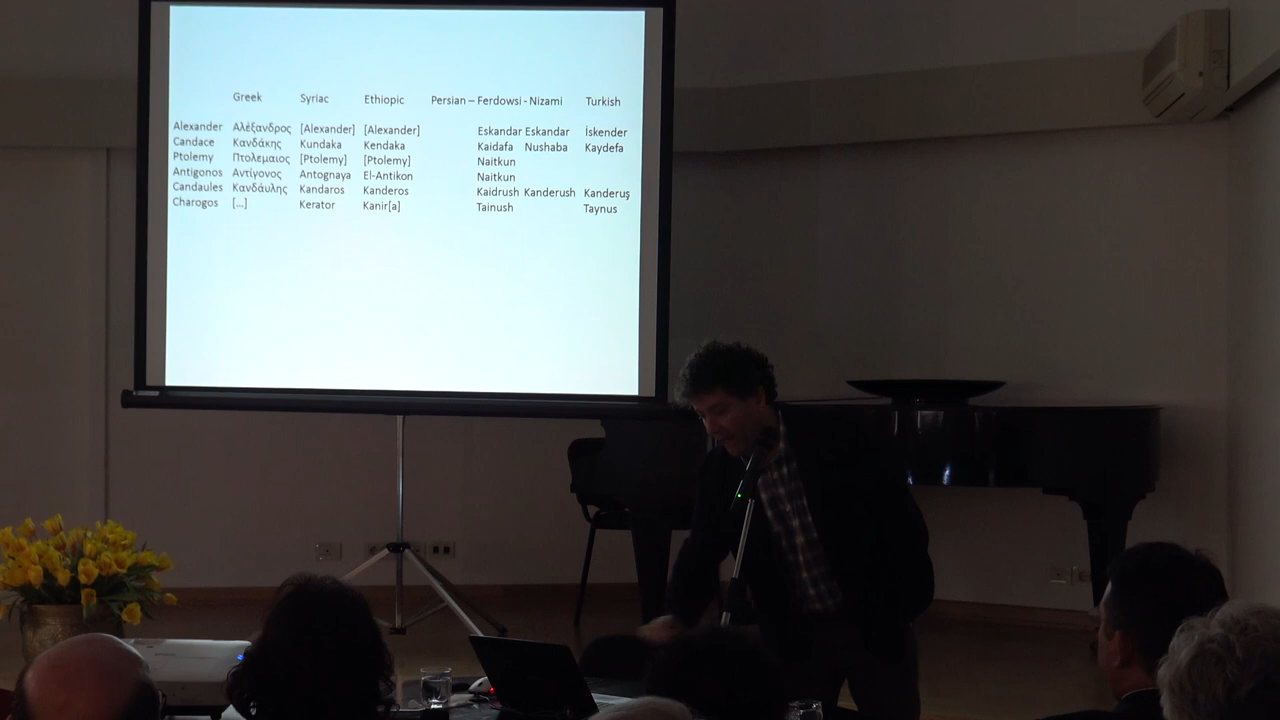 Greek Syriac Ethiopic Persian – Ferdowsi - Nizami Turkish
Alexander Αλέξανδρος [Alexander] [Alexander] Eskandar Eskandar İskender
Candace Κανδάκης Kundaka Kendaka Kaidafa Nushaba Kaydefa
Ptolemy Πτολεμαιος [Ptolemy] [Ptolemy] Naitkun
Antigonos Αντίγονος Antognaya El-Antikon Naitkun
Candaules Κανδάυλης Kandaros Kanderos Kaidrush Kanderush Kanderuş
Charogos [...] Kerator Kanir[a] Tainush Taynus